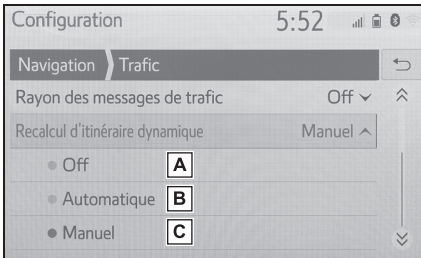 Configuration 5:52
Navigation Trafic
Rayon des messages de trafic Off
Recalcul d'itinéraire dynamique Manuel
Off A
Automatique B
Manuel C